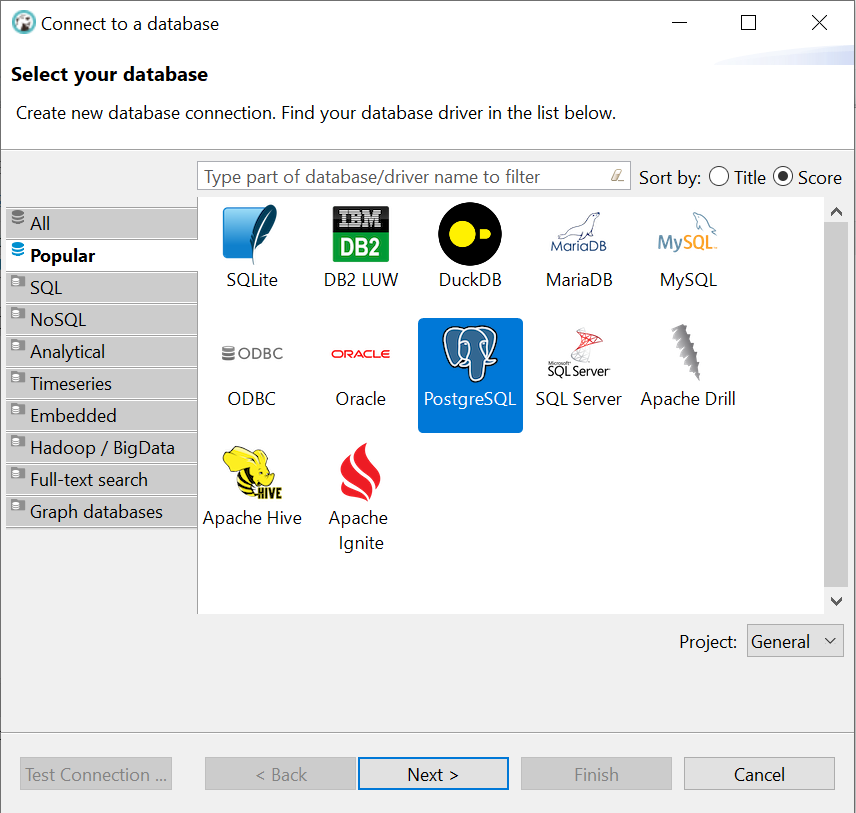 Connect to a database
Select your database
Create new database connection. Find your database driver in the list below.
Type part of database/driver name to filter
Sort by: Title Score
All
Popular
SQL
NoSQL
Analytical
Timeseries
Embedded
Hadoop / BigData
Full-text search
Graph databases
IBM
DB2
MariaDB
MySQL
SQLite
DB2 LUW
DuckDB
MariaDB
MySQL
ODBC
ORACLE
Microsoft
SQL Server
ODBC
Oracle
PostgreSQL
SQL Server
Apache Drill
HIVE
Apache Hive
Apache
Ignite
Project: General
Test Connection ...
< Back
Next >
Finish
Cancel